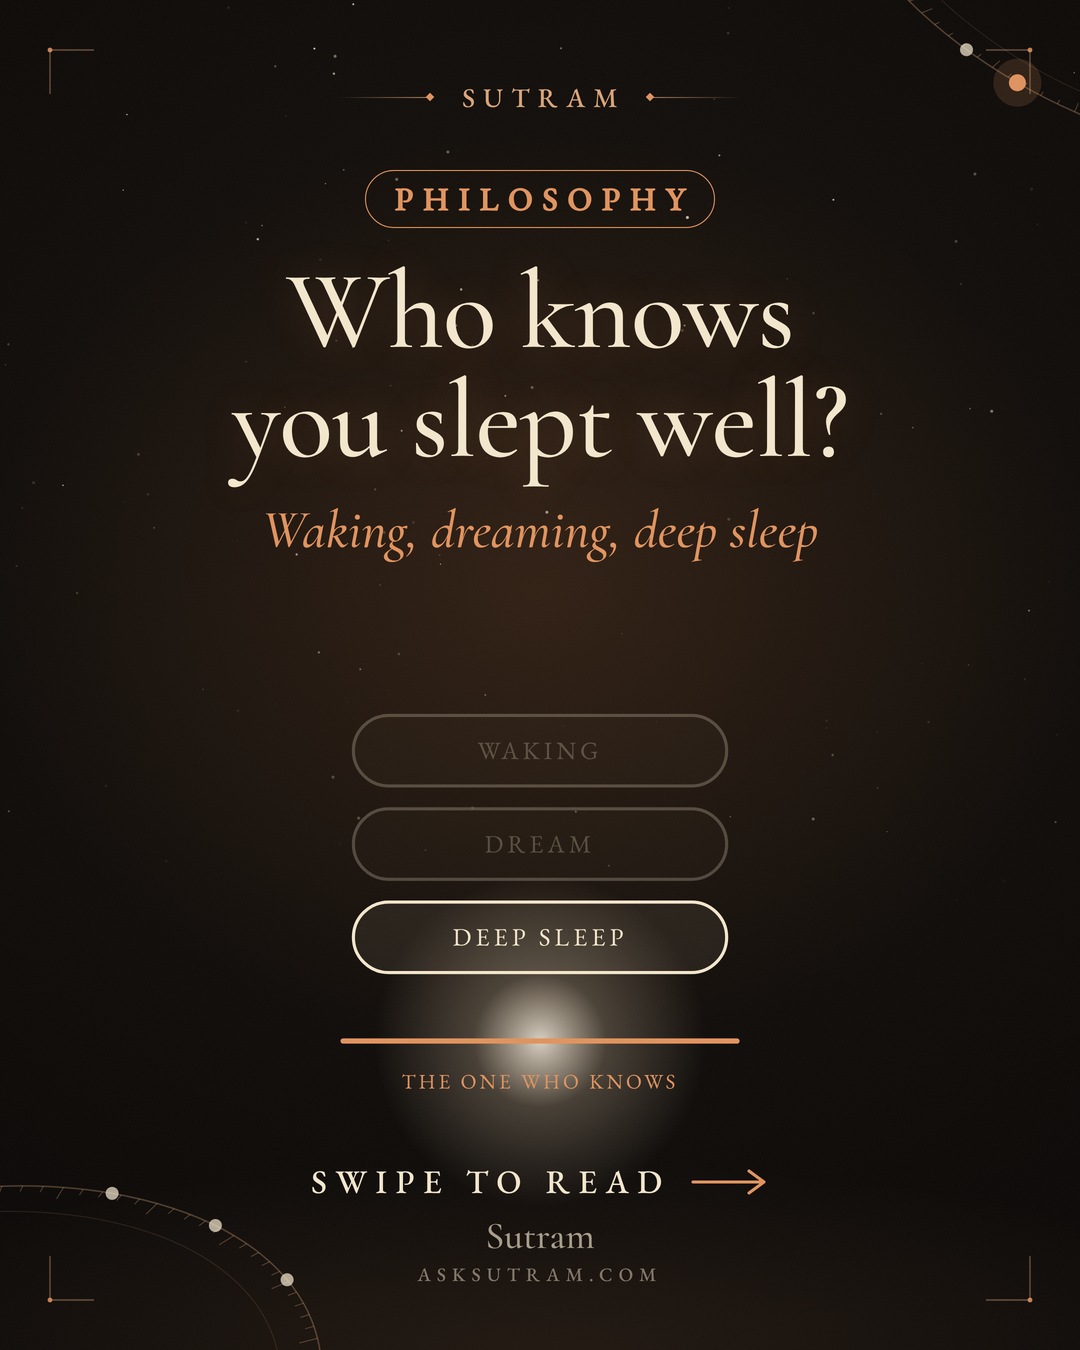 SUTRAM
PHILOSOPHY
Who knows
you slept well?
Waking, dreaming, deep sleep
WAKING
DREAM
DEEP SLEEP
THE ONE WHO KNOWS
SWIPE TO READ
Sutram
ASKSUTRAM.COM